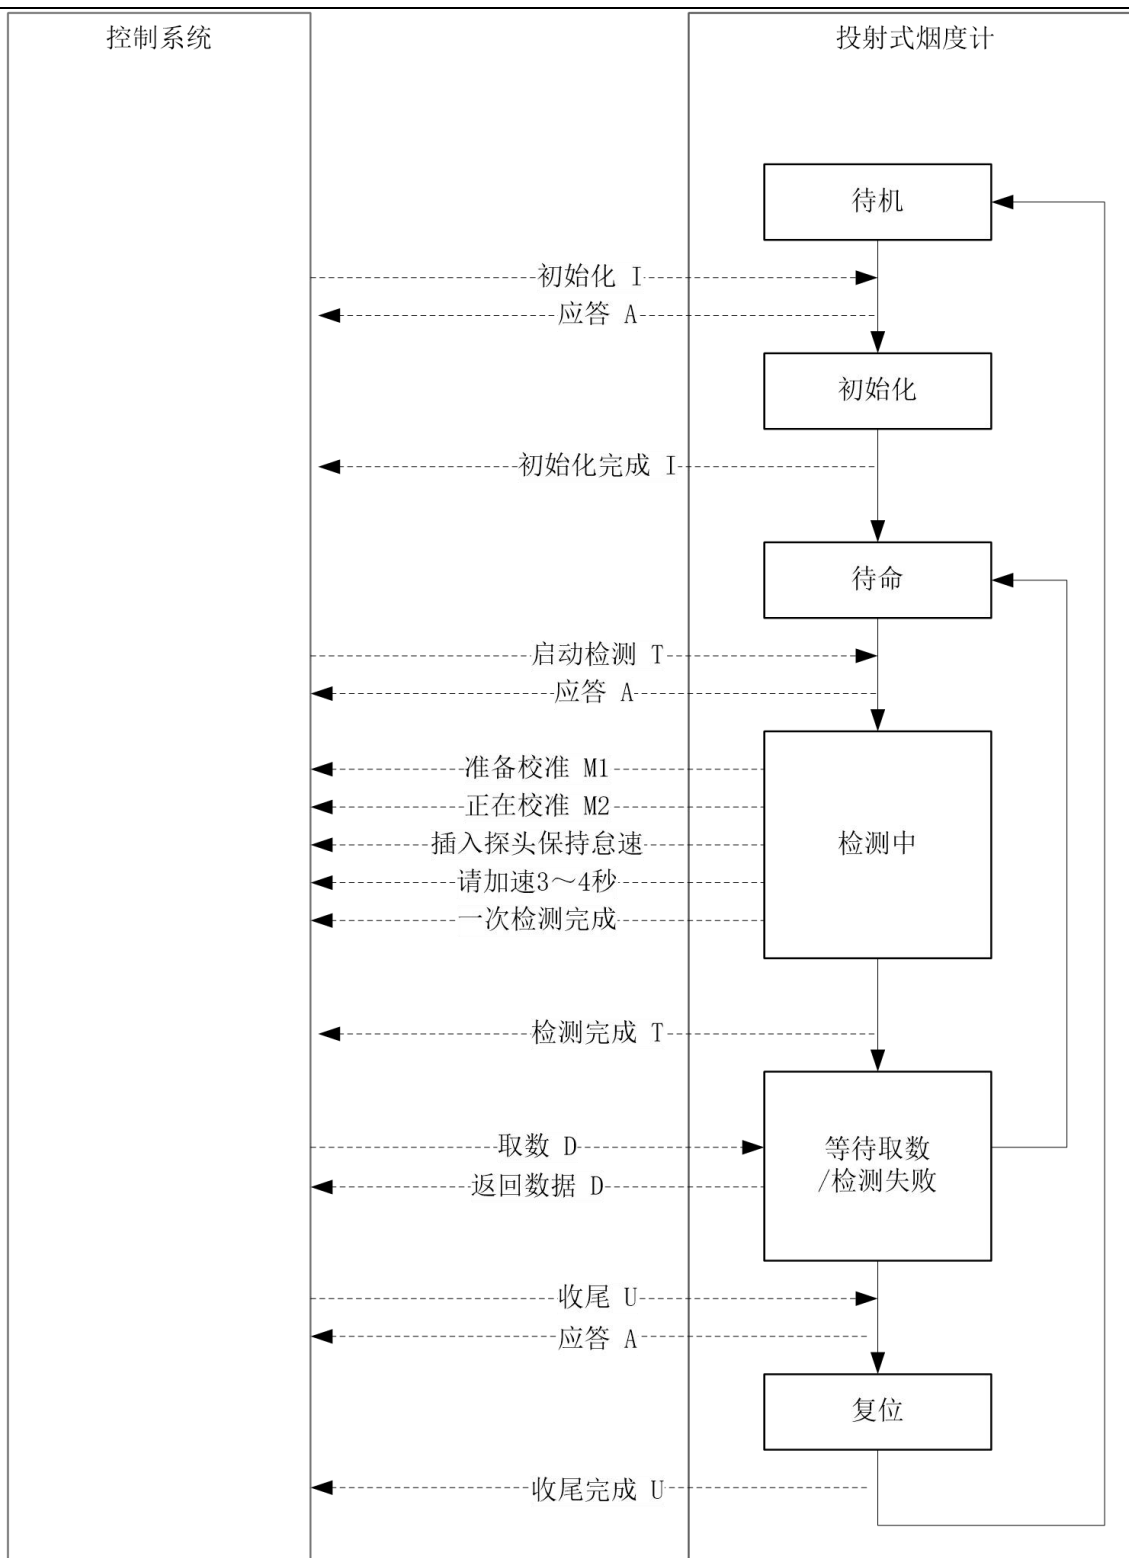 控制系统
投射式烟度计
待机
初始化 I
应答 A
初始化
初始化完成 I
待命
启动检测 T
应答 A
准备校准 M1
正在校准 M2
插入探头保持怠速
请加速3～4秒
一次检测完成
检测中
检测完成 T
取数 D
返回数据 D
等待取数
/检测失败
收尾 U
应答 A
复位
收尾完成 U